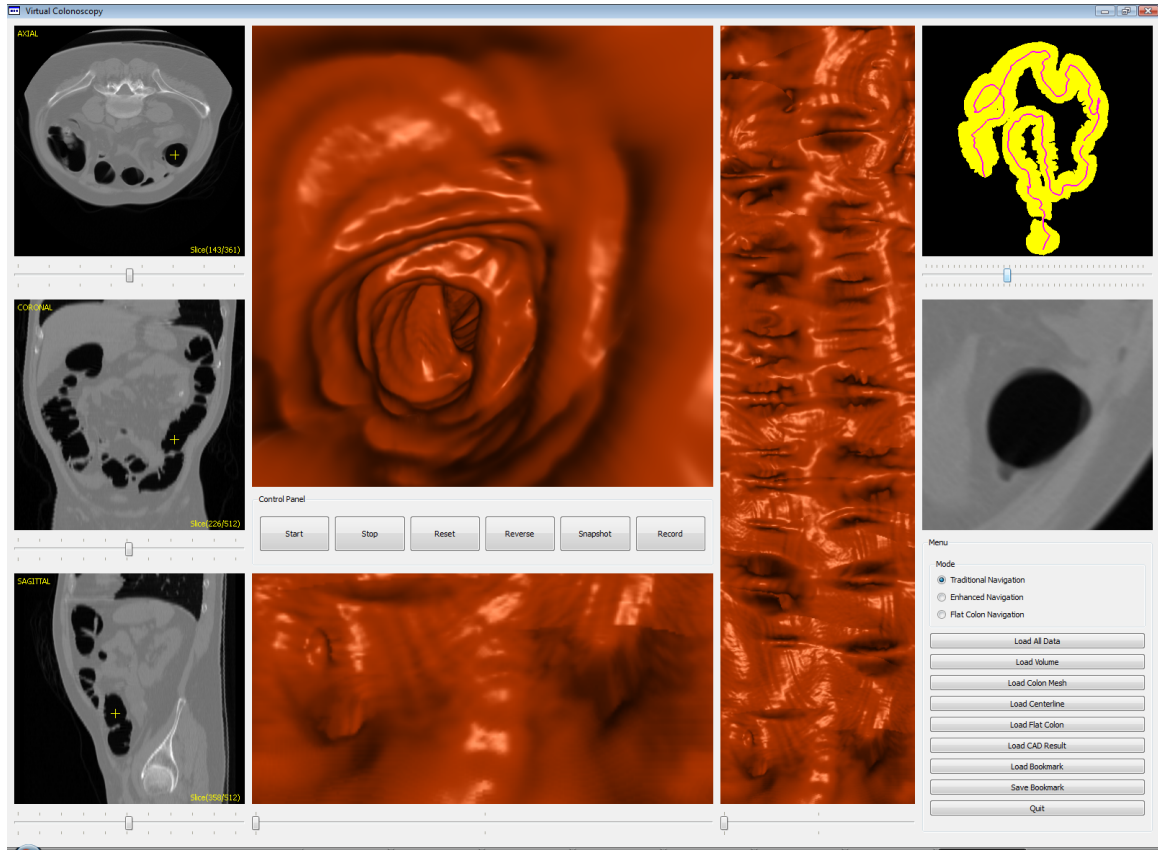 Virtual Colonoscopy
AXIAL
Slice(143/361)
CORONAL
Slice(226/512)
SAGITTAL
Slice(358/512)
Control Panel
Start
Stop
Reset
Reverse
Snapshot
Record
Menu
Mode
Traditional Navigation
Enhanced Navigation
Flat Colon Navigation
Load All Data
Load Volume
Load Colon Mesh
Load Centerline
Load Flat Colon
Load CAD Result
Load Bookmark
Save Bookmark
Quit